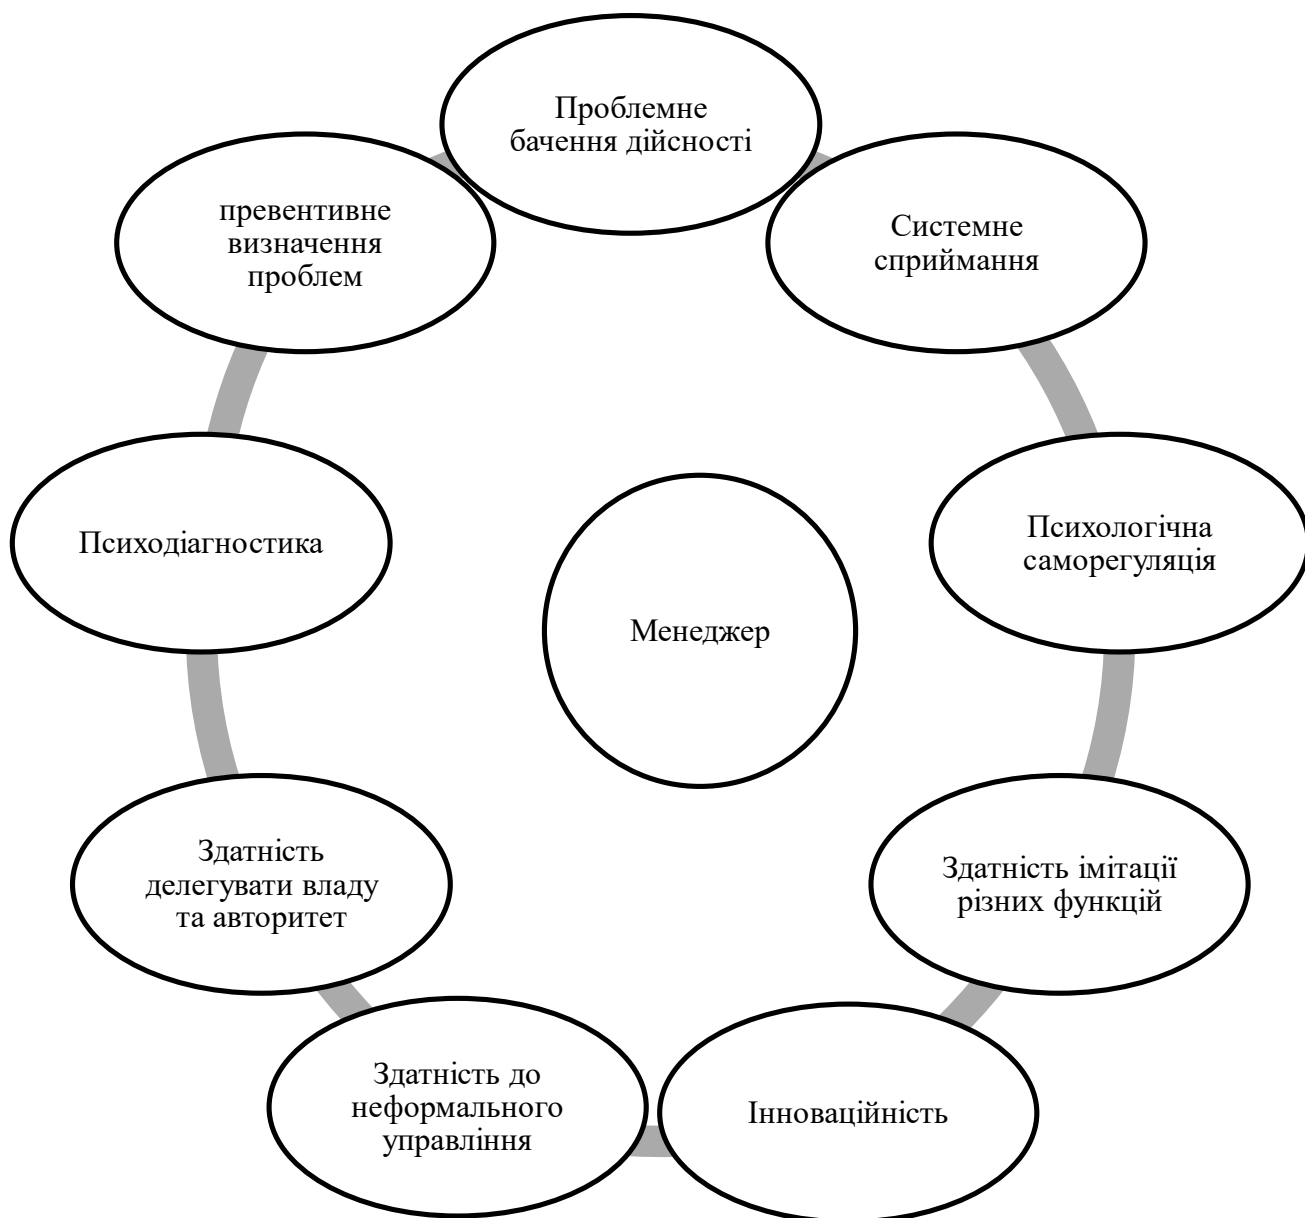 Проблемне
бачення дійсності
Системне
сприймання
Психологічна
саморегуляція
Здатність імітації
різних функцій
Інноваційність
Здатність до
неформального
управління
Здатність
делегувати владу
та авторитет
Психодіагностика
превентивне
визначення
проблем
Менеджер